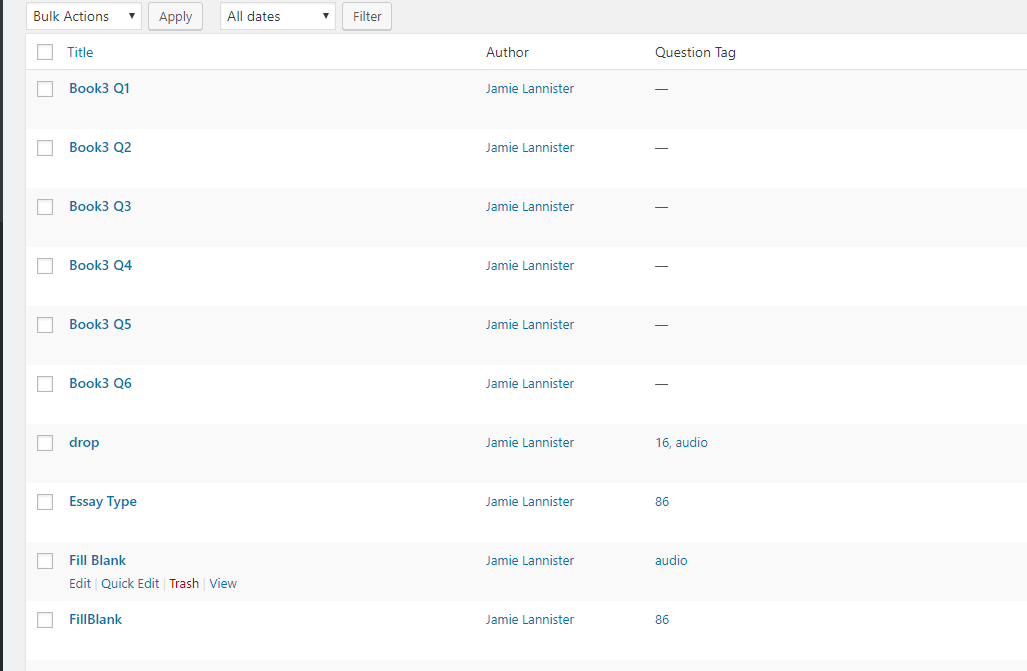 Bulk Actions Apply All dates Filter
Title Author Question Tag
Book3 Q1 Jamie Lannister —
Book3 Q2 Jamie Lannister —
Book3 Q3 Jamie Lannister —
Book3 Q4 Jamie Lannister —
Book3 Q5 Jamie Lannister —
Book3 Q6 Jamie Lannister —
drop Jamie Lannister 16, audio
Essay Type Jamie Lannister 86
Fill Blank Jamie Lannister audio
Edit | Quick Edit | Trash | View
FillBlank Jamie Lannister 86